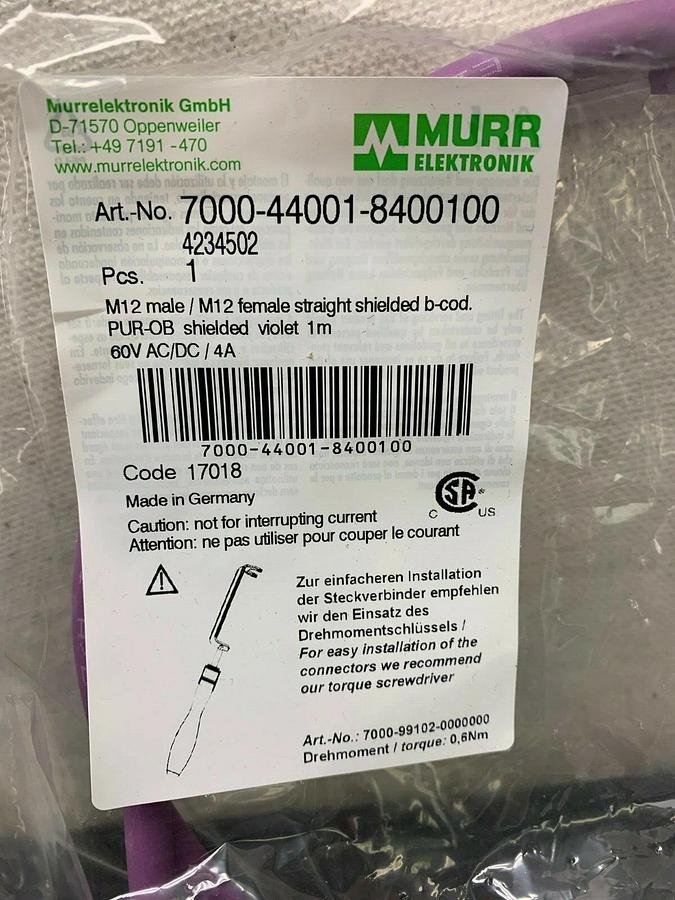 Murrelektronik GmbH
D-71570 Oppenweiler
Tel.: +49 7191 -470
www.murrelektronik.com
MURR
ELEKTRONIK
Art.-No. 7000-44001-8400100
4234502
Pcs. 1
M12 male / M12 female straight shielded b-cod.
PUR-OB shielded violet 1m
60V AC/DC / 4A
7000-44001-8400100
Code 17018
Made in Germany
Caution: not for interrupting current
Attention: ne pas utiliser pour couper le courant
SA ®
C US
Zur einfacheren Installation
der Steckverbinder empfehlen
wir den Einsatz des
Drehmomentschlüssels /
For easy installation of the
connectors we recommend
our torque screwdriver
Art.-No.: 7000-99102-0000000
Drehmoment / torque: 0,6Nm